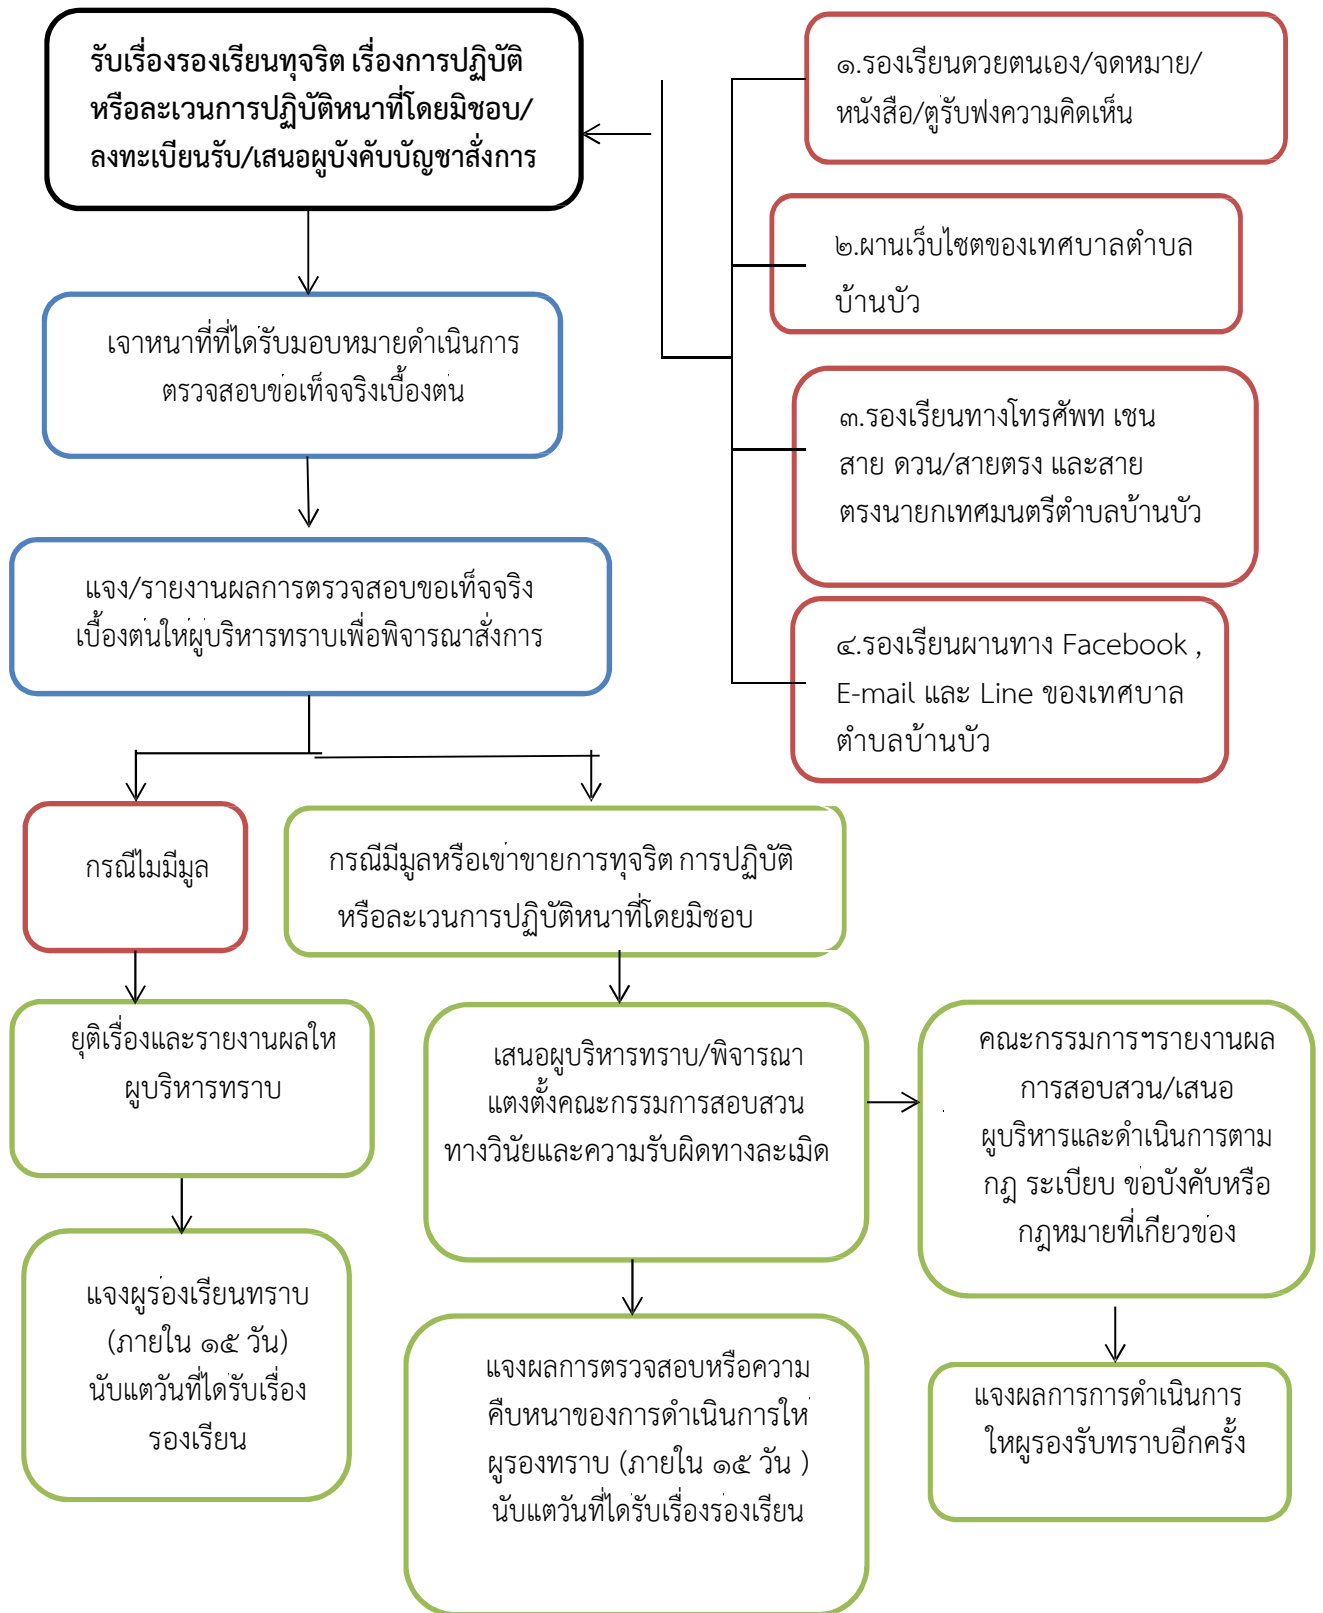 รับเรื่องรองเรียนทุจริต เรื่องการปฏิบัติ
หรือละเวนการปฏิบัติหนาที่โดยมิชอบ/
ลงทะเบียนรับ/เสนอผูบังคับบัญชาสั่งการ
๑.รองเรียนดวยตนเอง/จดหมาย/
หนังสือ/ตูรับฟงความคิดเห็น
๒.ผานเว็บไซตของเทศบาลตำบล
บ้านบัว
๓.รองเรียนทางโทรศัพท เชน
สาย ดวน/สายตรง และสาย
ตรงนายกเทศมนตรีตำบลบ้านบัว
๔.รองเรียนผานทาง Facebook ,
E-mail และ Line ของเทศบาล
ตำบลบ้านบัว
เจาหนาที่ที่ได่รับมอบหมายดำเนินการ
ตรวจสอบข่อเท็จจริงเบื้องต่น
แจง/รายงานผลการตรวจสอบขอเท็จจริง
เบื้องต่นให่ผู่บริหารทราบเพื่อพิจารณาสั่งการ
กรณีไมมีมูล
กรณีมีมูลหรือเข่าขายการทุจริต การปฏิบัติ
หรือละเวนการปฏิบัติหนาที่โดยมิชอบ
ยุติเรื่องและรายงานผลให
ผูบริหารทราบ
แจงผูร่องเรียนทราบ
(ภายใน ๑๕ วัน)
นับแตวันที่ได่รับเรื่อง
รองเรียน
เสนอผูบริหารทราบ/พิจารณา
แตงตั้งคณะกรรมการสอบสวน
ทางวินัยและความรับผิดทางละเมิด
แจงผลการตรวจสอบหรือความ
คืบหนาของการดำเนินการให่
ผูรองทราบ (ภายใน ๑๕ วัน )
นับแตวันที่ได่รับเรื่องร่องเรียน
คณะกรรมการฯรายงานผล
การสอบสวน/เสนอ
ผูบริหารและดำเนินการตาม
กฎ ระเบียบ ข่อบังคับหรือ
กฎหมายที่เกียวข่อง
แจงผลการการดำเนินการ
ใหผูรองรับทราบอีกครั้ง